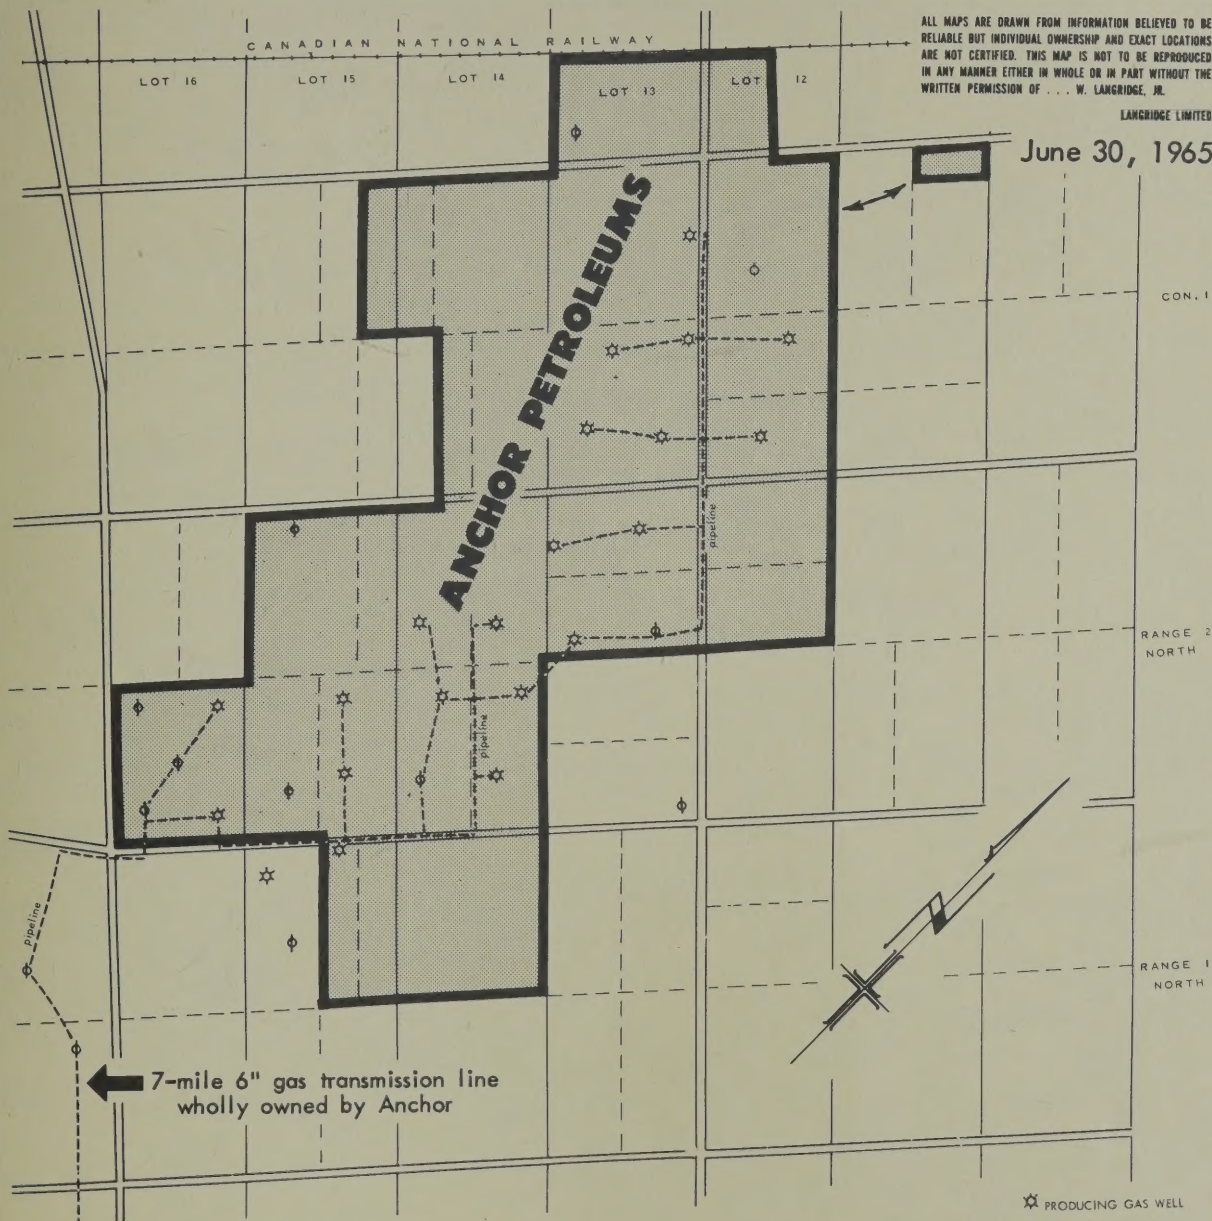 ALL MAPS ARE DRAWN FROM INFORMATION BELIEVED TO BE
RELIABLE BUT INDIVIDUAL OWNERSHIP AND EXACT LOCATIONS
ARE NOT CERTIFIED. THIS MAP IS NOT TO BE REPRODUCED
IN ANY MANNER EITHER IN WHOLE OR IN PART WITHOUT THE
WRITTEN PERMISSION OF . . . W. LANGRIDGE, JR.
LANGRIDGE LIMITED
June 30, 1965
CANADIAN NATIONAL RAILWAY
LOT 16
LOT 15
LOT 14
LOT 13
LOT 12
ANCHOR PETROLEUMS
CON. 1
pipeline
RANGE 2
NORTH
pipeline
pipeline
RANGE 1
NORTH
7-mile 6" gas transmission line
wholly owned by Anchor
PRODUCING GAS WELL